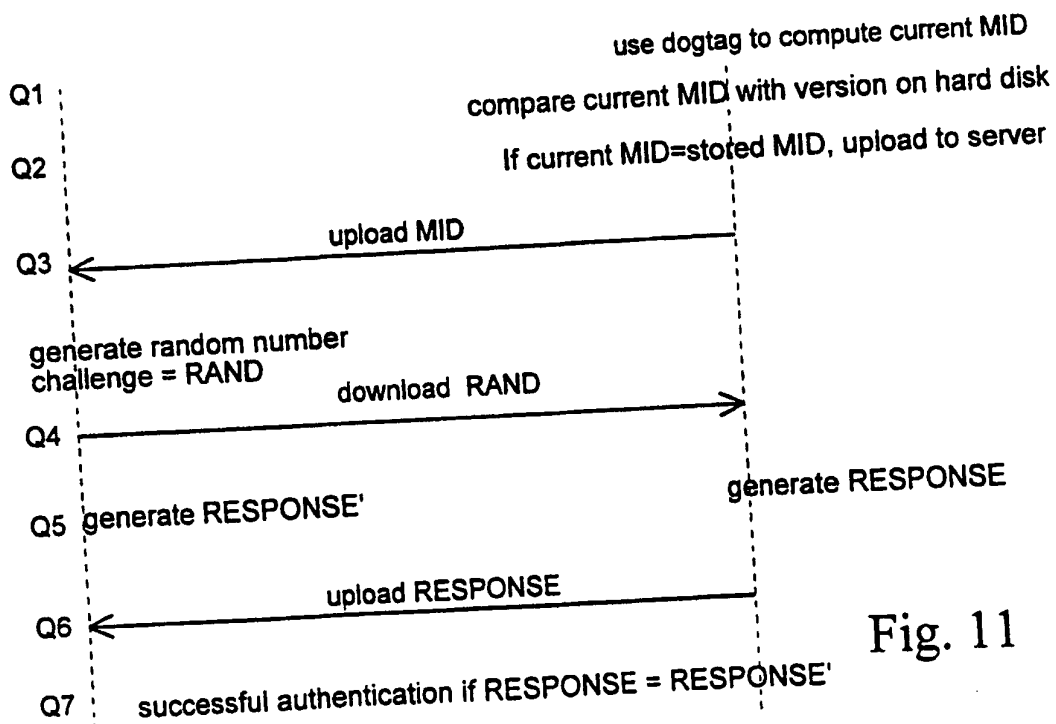 use dogtag to compute current MID
Q1
compare current MID with version on hard disk
Q2
If current MID=stored MID, upload to server
upload MID
Q3
generate random number
challenge = RAND
download RAND
Q4
generate RESPONSE
Q5 generate RESPONSE'
upload RESPONSE
Q6
Fig. 11
Q7 successful authentication if RESPONSE = RESPONSE'